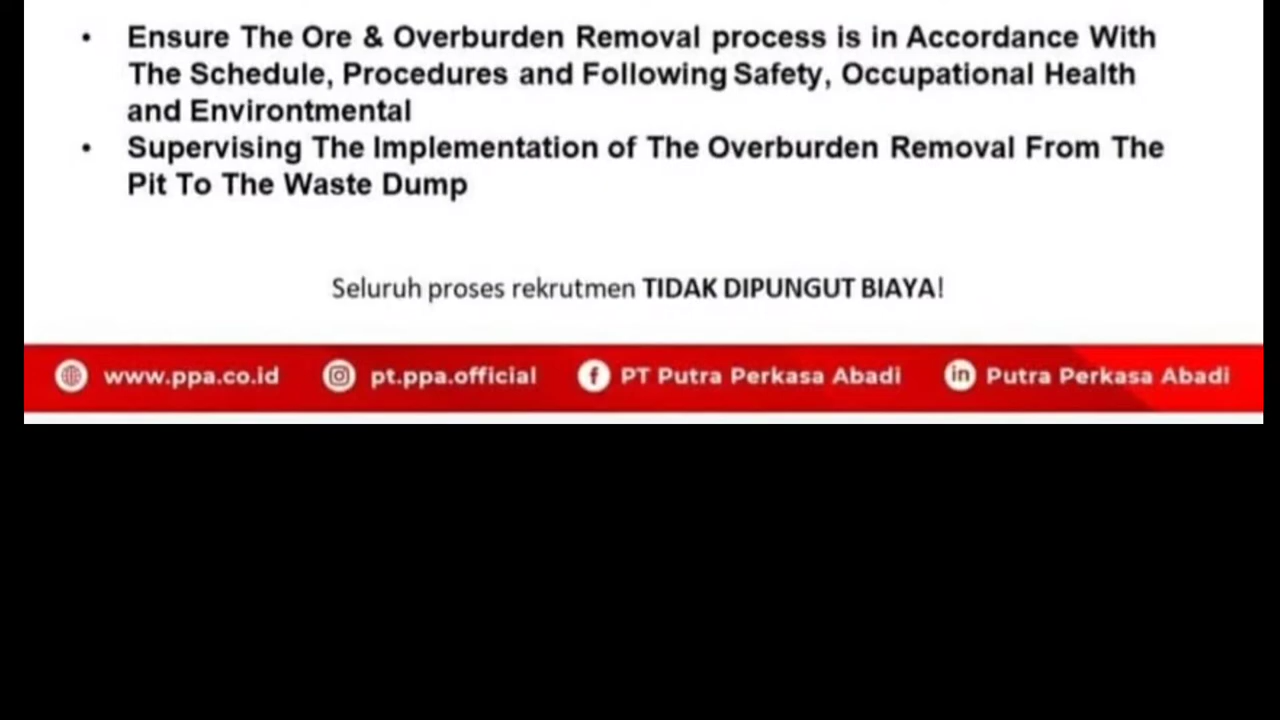 • Ensure The Ore & Overburden Removal process is in Accordance With
The Schedule, Procedures and Following Safety, Occupational Health
and Environtmental
• Supervising The Implementation of The Overburden Removal From The
Pit To The Waste Dump
Seluruh proses rekrutmen TIDAK DIPUNGUT BIAYA!
www.ppa.co.id pt.ppa.official PT Putra Perkasa Abadi Putra Perkasa Abadi